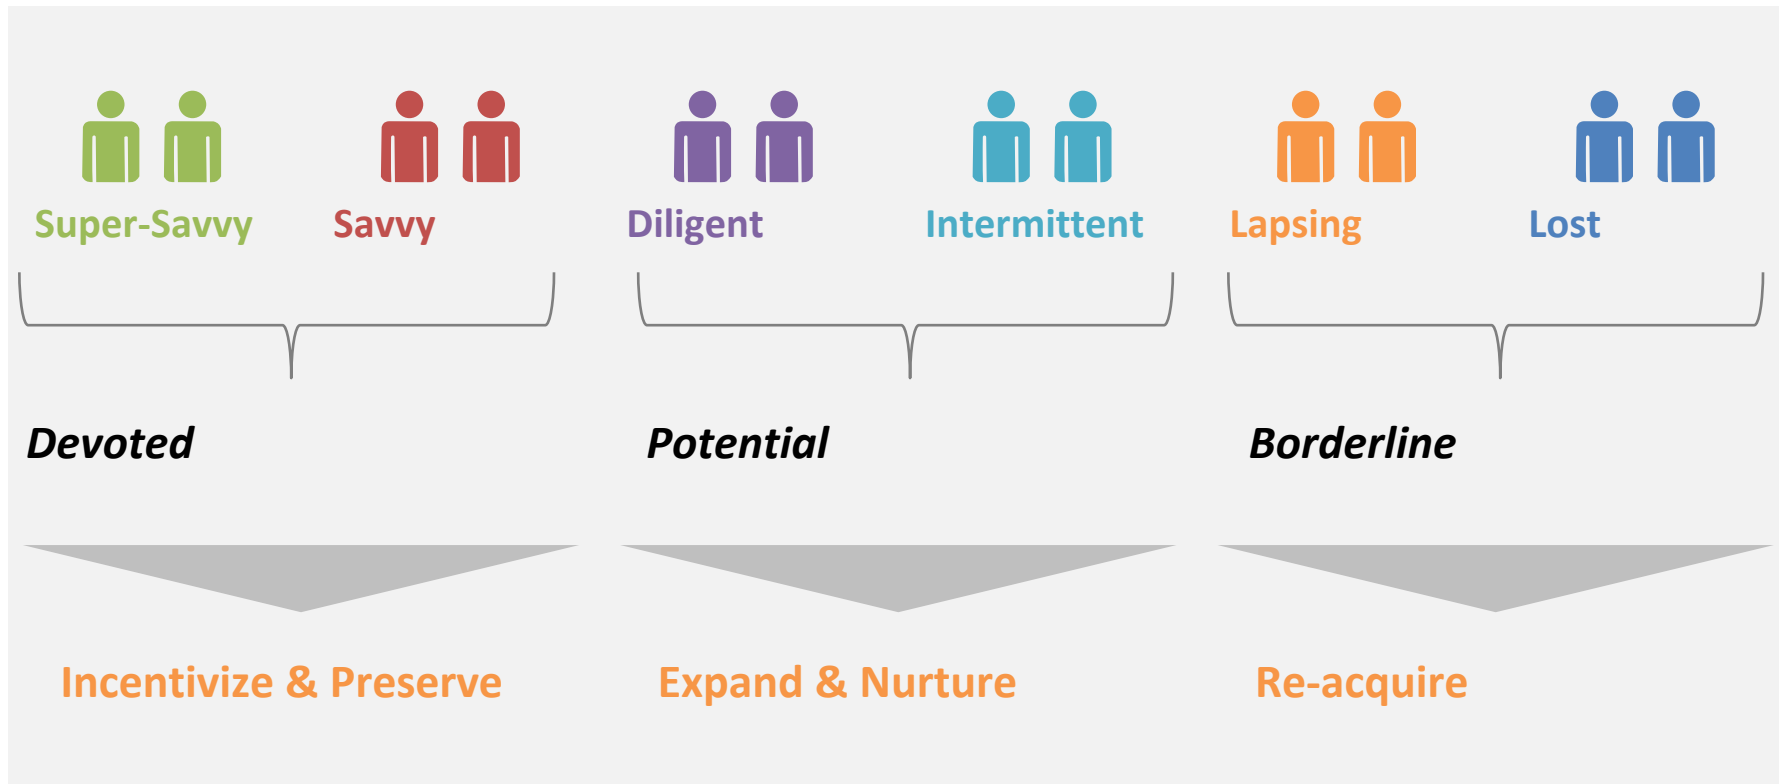 Super-Savvy Savvy Diligent Intermittent Lapsing Lost
Devoted Potential Borderline
Incentivize & Preserve Expand & Nurture Re-acquire